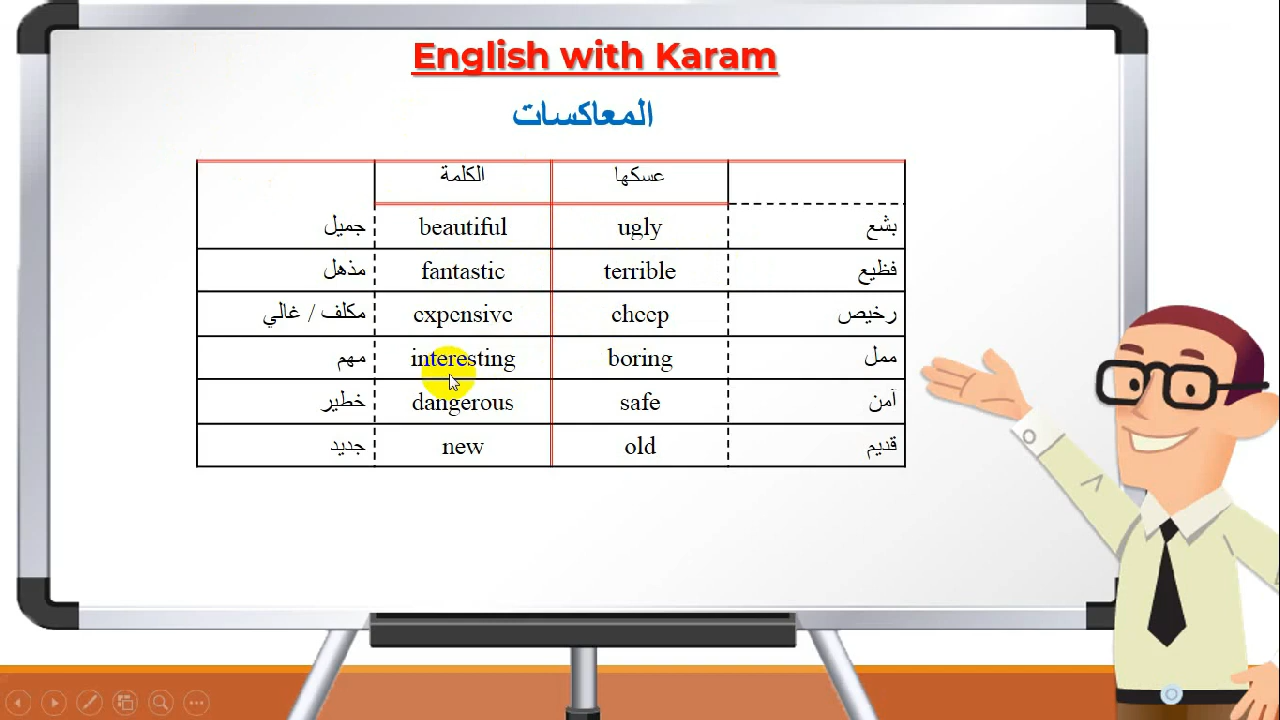 English with Karam
المعاكسات
الكلمة عسكها
جميل beautiful ugly بشع
مذهل fantastic terrible فظيع
مكلف / غالي expensive cheep رخيص
مهم interesting boring ممل
خطير dangerous safe آمن
جديد new old قديم